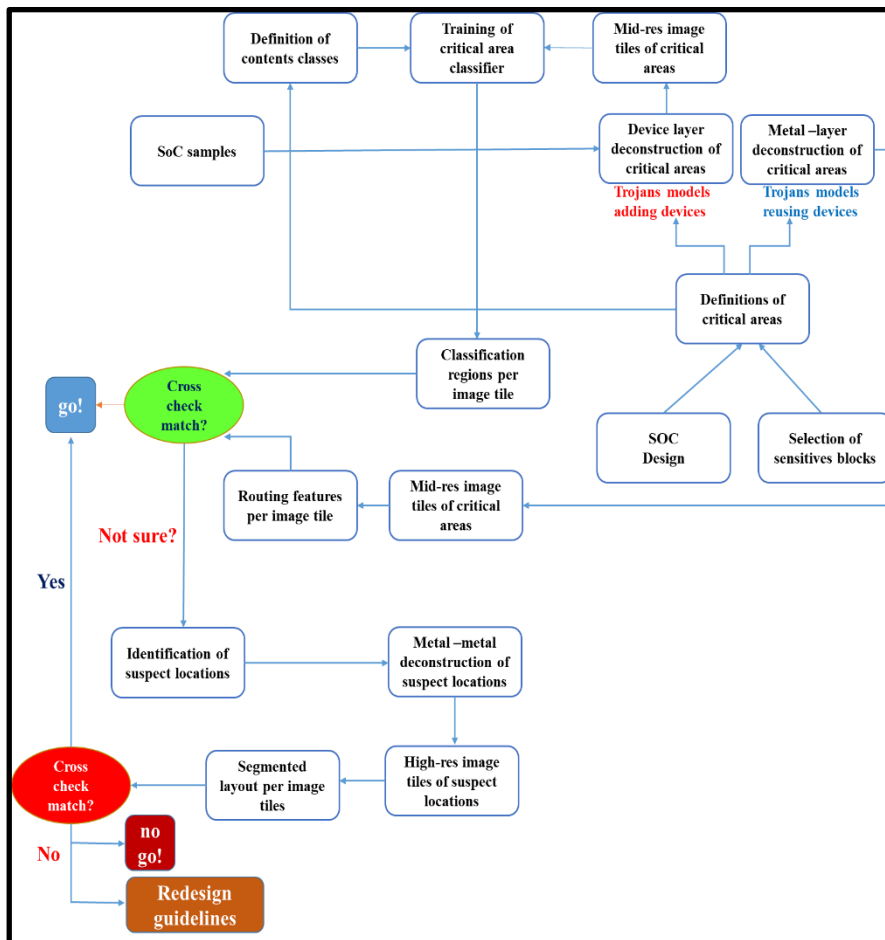 Definition of
contents classes
Training of
critical area
classifier
Mid-res image
tiles of critical
areas
SoC samples
Device layer
deconstruction of
critical areas
Metal –layer
deconstruction of
critical areas
Trojans models
adding devices
Trojans models
reusing devices
Definitions of
critical areas
Classification
regions per
image tile
go!
Cross
check
match?
SOC
Design
Selection of
sensitives blocks
Routing features
per image tile
Mid-res image
tiles of critical
areas
Not sure?
Yes
Identification of
suspect locations
Metal –metal
deconstruction of
suspect locations
Cross
check
match?
Segmented
layout per image
tiles
High-res image
tiles of suspect
locations
No
no
go!
Redesign
guidelines